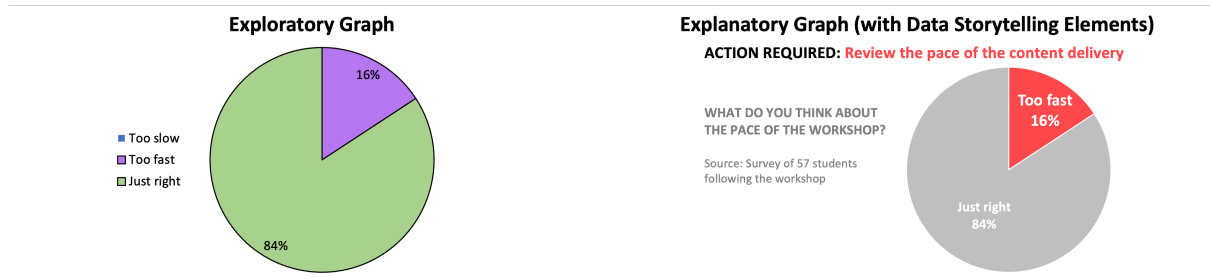 Exploratory Graph
16%
Too slow
Too fast
Just right
84%
Explanatory Graph (with Data Storytelling Elements)
ACTION REQUIRED: Review the pace of the content delivery
WHAT DO YOU THINK ABOUT
THE PACE OF THE WORKSHOP?
Source: Survey of 57 students
following the workshop
Too fast
16%
Just right
84%